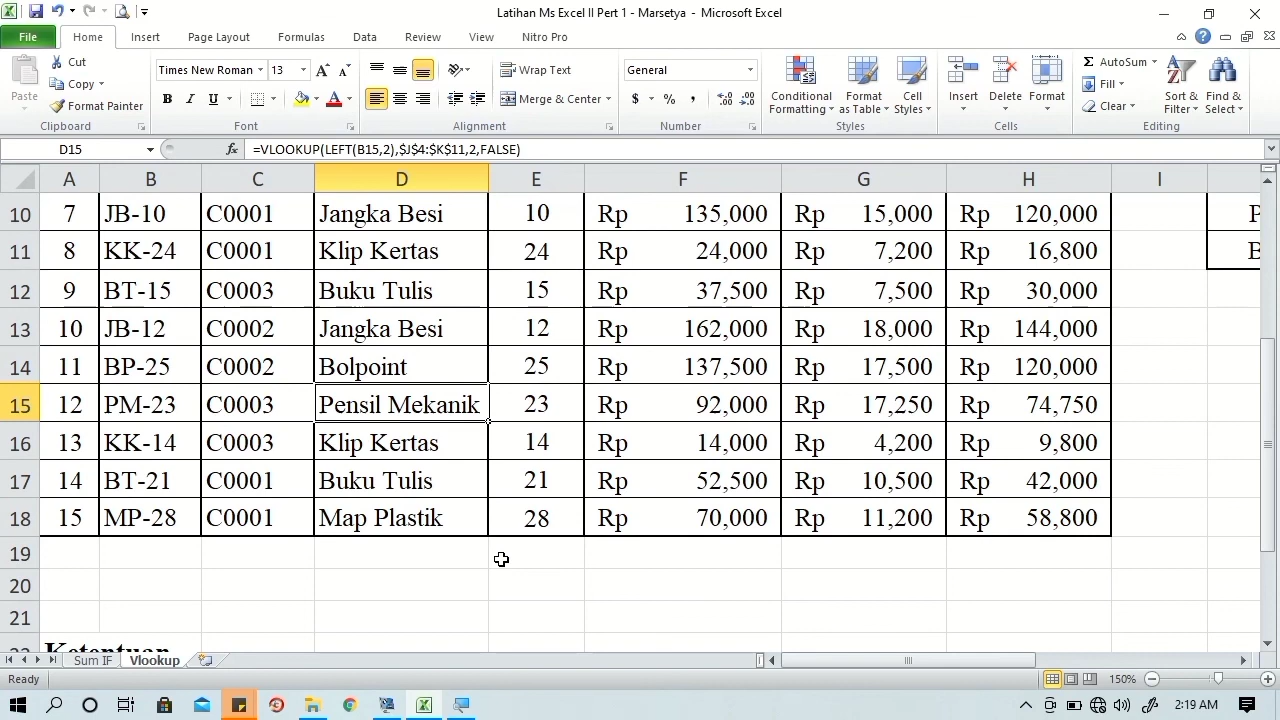 Latihan Ms Excel II Pert 1 - Marsetya - Microsoft Excel
File Home Insert Page Layout Formulas Data Review View Nitro Pro
Paste Cut Copy Format Painter Clipboard
Times New Roman 13 B I U A A A Font
Wrap Text Merge & Center Alignment
General $ % , .00 .0 Number
Conditional Formatting Format as Table Cell Styles Styles
Insert Delete Format Cells
AutoSum Fill Clear Sort & Filter Find & Select Editing
D15 fx =VLOOKUP(LEFT(B15,2),$J$4:$K$11,2,FALSE)
A B C D E F G H I
10 7 JB-10 C0001 Jangka Besi 10 Rp 135,000 Rp 15,000 Rp 120,000
11 8 KK-24 C0001 Klip Kertas 24 Rp 24,000 Rp 7,200 Rp 16,800
12 9 BT-15 C0003 Buku Tulis 15 Rp 37,500 Rp 7,500 Rp 30,000
13 10 JB-12 C0002 Jangka Besi 12 Rp 162,000 Rp 18,000 Rp 144,000
14 11 BP-25 C0002 Bolpoint 25 Rp 137,500 Rp 17,500 Rp 120,000
15 12 PM-23 C0003 Pensil Mekanik 23 Rp 92,000 Rp 17,250 Rp 74,750
16 13 KK-14 C0003 Klip Kertas 14 Rp 14,000 Rp 4,200 Rp 9,800
17 14 BT-21 C0001 Buku Tulis 21 Rp 52,500 Rp 10,500 Rp 42,000
18 15 MP-28 C0001 Map Plastik 28 Rp 70,000 Rp 11,200 Rp 58,800
19
20
21
Ketentuan
Sum IF Vlookup
Ready 150%
2:19 AM